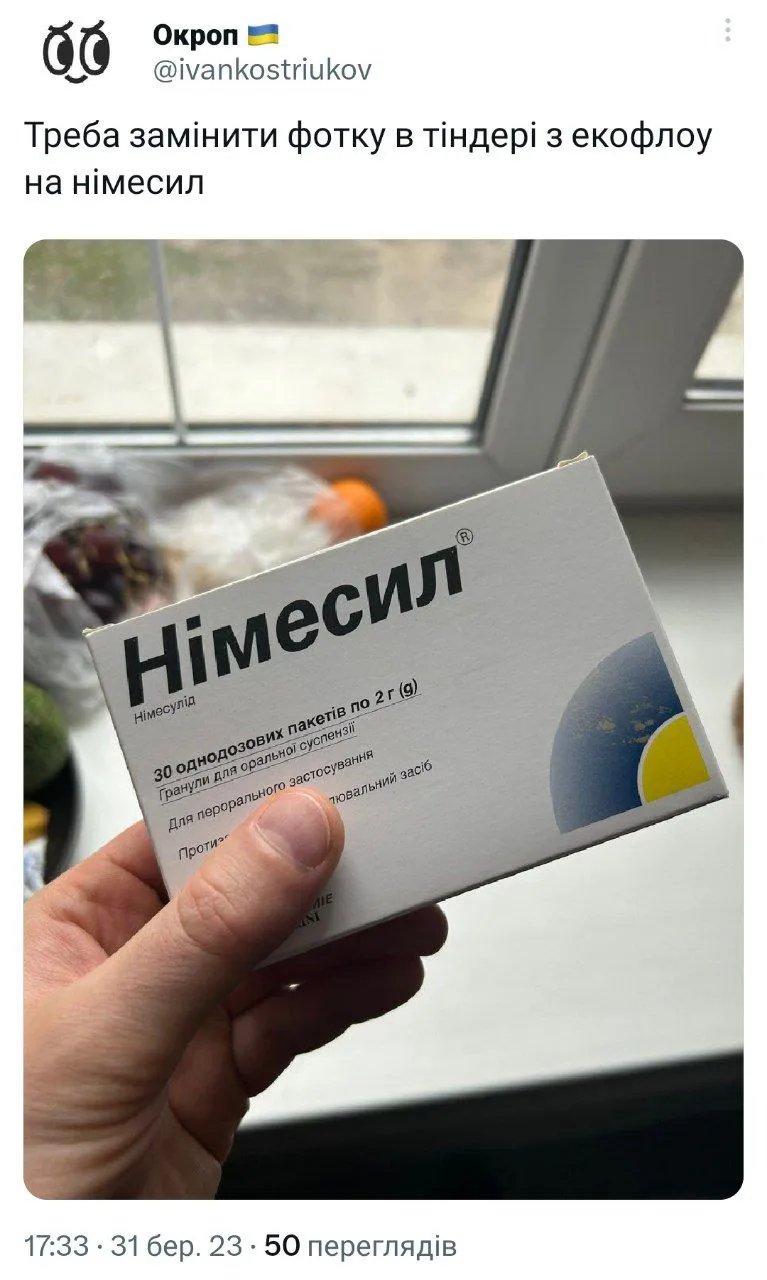 Окроп 🇺🇦
@ivankostriukov
Треба замінити фотку в тіндері з екофлоу
на німесил
Німесил®
Німесулід
30 однодозових пакетів по 2 г (g)
Гранули для оральної суспензії
Для перорального застосування
засіб
17:33 · 31 бер. 23 · 50 переглядів